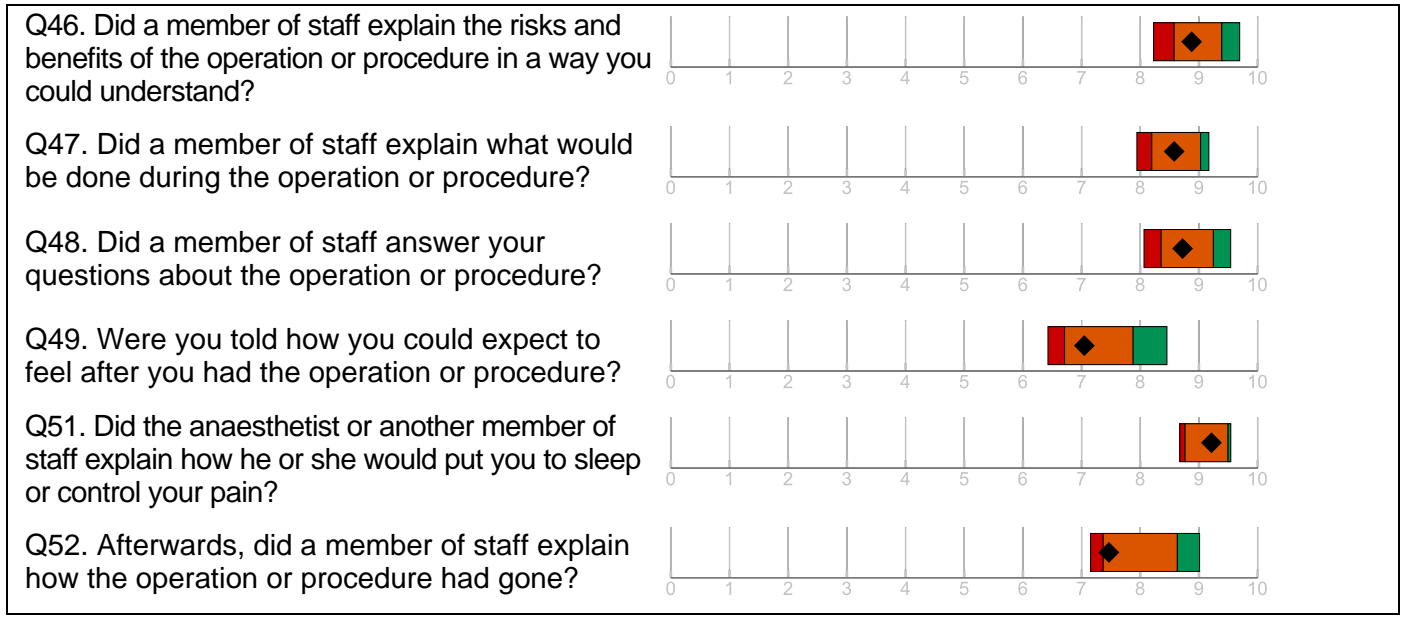 Q46. Did a member of staff explain the risks and
benefits of the operation or procedure in a way you
could understand?
0 1 2 3 4 5 6 7 8 9 10
Q47. Did a member of staff explain what would
be done during the operation or procedure?
0 1 2 3 4 5 6 7 8 9 10
Q48. Did a member of staff answer your
questions about the operation or procedure?
0 1 2 3 4 5 6 7 8 9 10
Q49. Were you told how you could expect to
feel after you had the operation or procedure?
0 1 2 3 4 5 6 7 8 9 10
Q51. Did the anaesthetist or another member of
staff explain how he or she would put you to sleep
or control your pain?
0 1 2 3 4 5 6 7 8 9 10
Q52. Afterwards, did a member of staff explain
how the operation or procedure had gone?
0 1 2 3 4 5 6 7 8 9 10